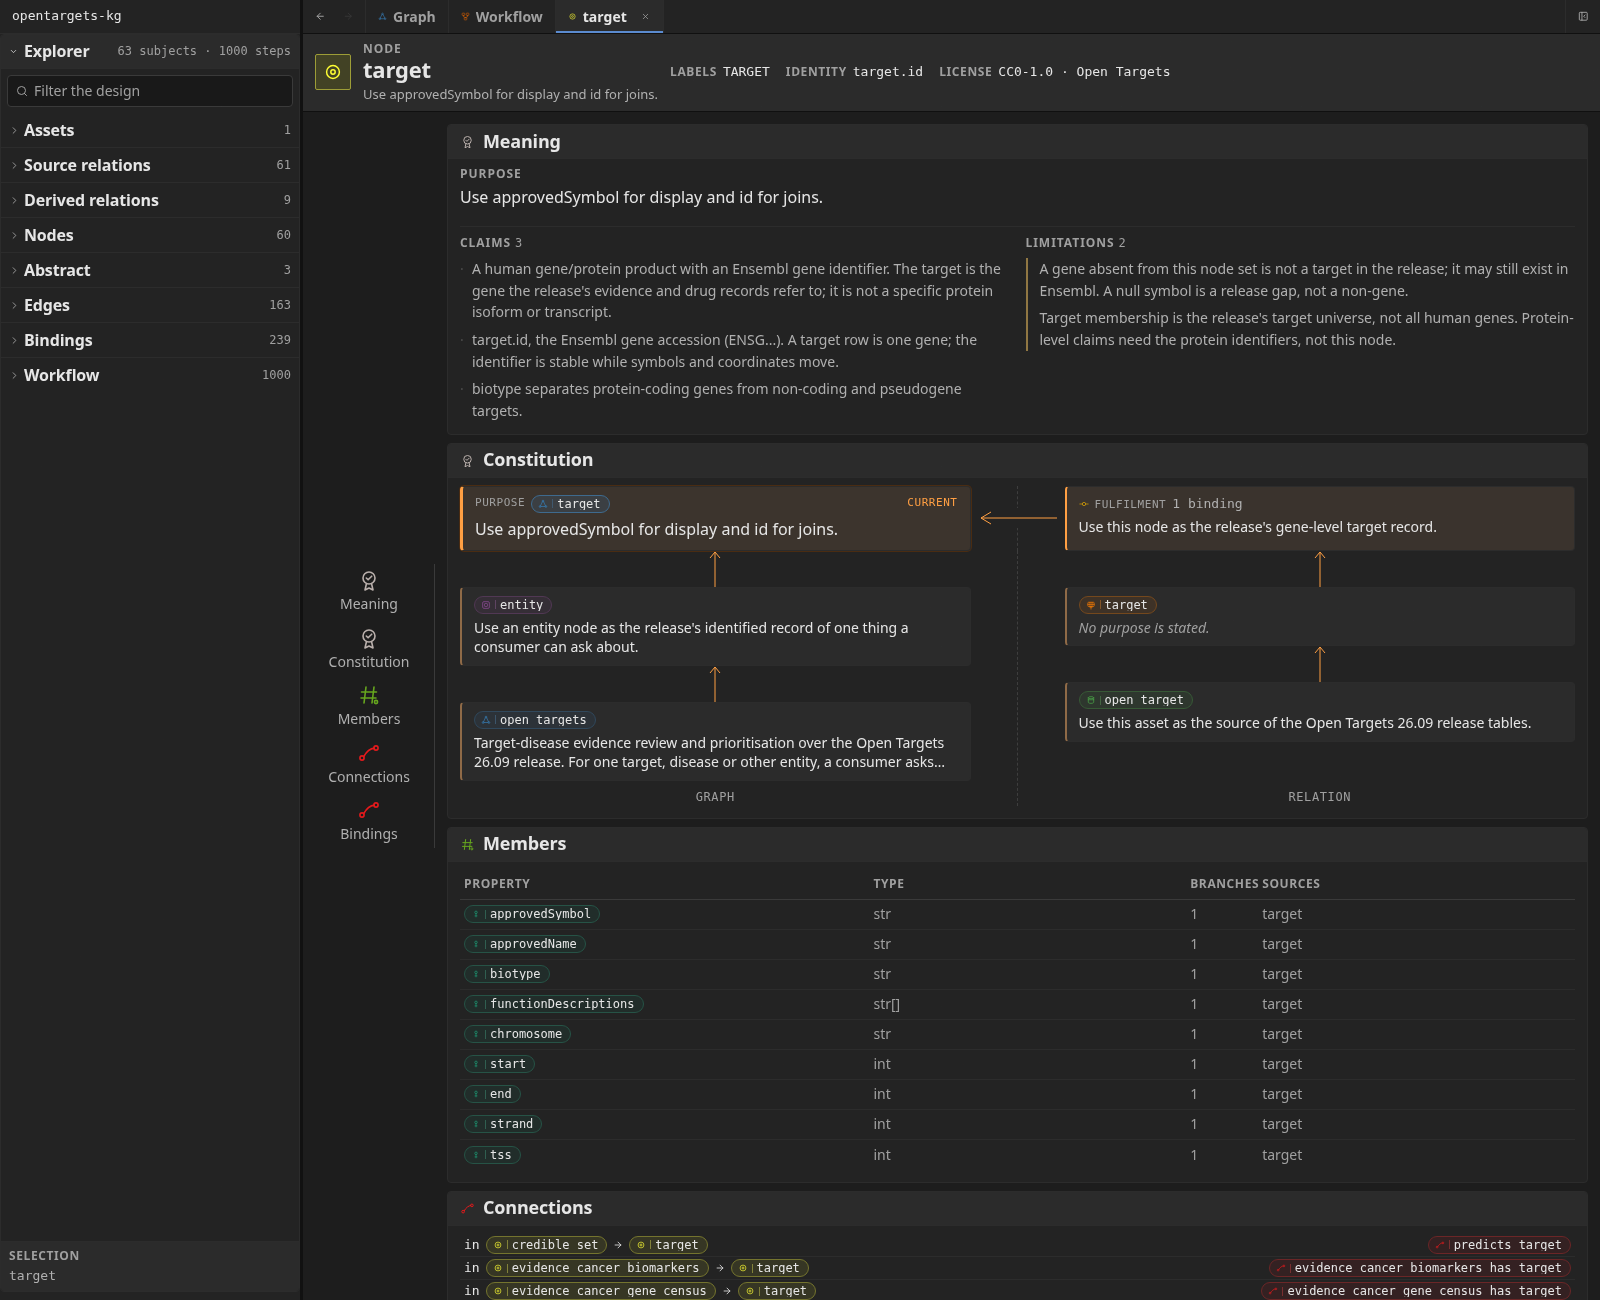 opentargets-kg
Explorer 63 subjects · 1000 steps
Filter the design
Assets 1
Source relations 61
Derived relations 9
Nodes 60
Abstract 3
Edges 163
Bindings 239
Workflow 1000
SELECTION
target
Graph Workflow target
NODE
target
Use approvedSymbol for display and id for joins.
LABELS TARGET IDENTITY target.id LICENSE CC0-1.0 · Open Targets
Meaning
Constitution
Members
Connections
Bindings
Meaning
PURPOSE
Use approvedSymbol for display and id for joins.
CLAIMS 3
· A human gene/protein product with an Ensembl gene identifier. The target is the
gene the release's evidence and drug records refer to; it is not a specific protein
isoform or transcript.
· target.id, the Ensembl gene accession (ENSG…). A target row is one gene; the
identifier is stable while symbols and coordinates move.
· biotype separates protein-coding genes from non-coding and pseudogene
targets.
LIMITATIONS 2
A gene absent from this node set is not a target in the release; it may still exist in
Ensembl. A null symbol is a release gap, not a non-gene.
Target membership is the release's target universe, not all human genes. Protein-
level claims need the protein identifiers, not this node.
Constitution
PURPOSE target CURRENT
Use approvedSymbol for display and id for joins.
entity
Use an entity node as the release's identified record of one thing a
consumer can ask about.
open targets
Target-disease evidence review and prioritisation over the Open Targets
26.09 release. For one target, disease or other entity, a consumer asks…
GRAPH
FULFILMENT 1 binding
Use this node as the release's gene-level target record.
target
No purpose is stated.
open target
Use this asset as the source of the Open Targets 26.09 release tables.
RELATION
Members
PROPERTY TYPE BRANCHES SOURCES
approvedSymbol str 1 target
approvedName str 1 target
biotype str 1 target
functionDescriptions str[] 1 target
chromosome str 1 target
start int 1 target
end int 1 target
strand int 1 target
tss int 1 target
Connections
in credible set → target predicts target
in evidence cancer biomarkers → target evidence cancer biomarkers has target
in evidence cancer gene census → target evidence cancer gene census has target